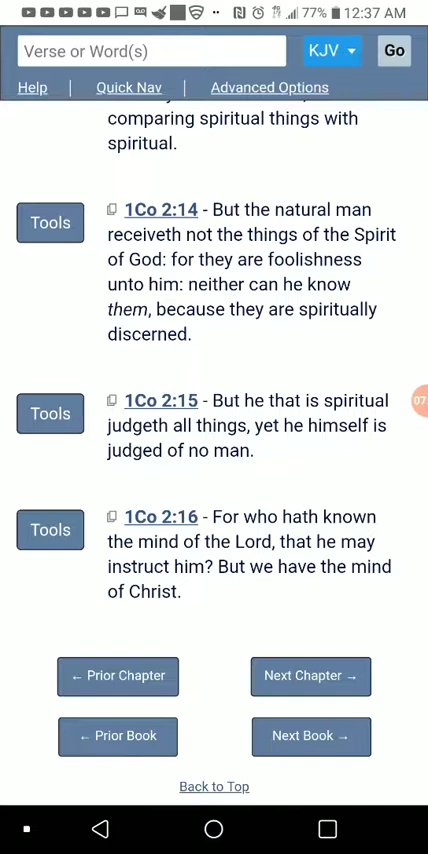 77% 12:37 AM
Verse or Word(s) KJV Go
Help | Quick Nav | Advanced Options
comparing spiritual things with
spiritual.
Tools 1Co 2:14 - But the natural man
receiveth not the things of the Spirit
of God: for they are foolishness
unto him: neither can he know
them, because they are spiritually
discerned.
Tools 1Co 2:15 - But he that is spiritual
judgeth all things, yet he himself is
judged of no man.
07
Tools 1Co 2:16 - For who hath known
the mind of the Lord, that he may
instruct him? But we have the mind
of Christ.
← Prior Chapter Next Chapter →
← Prior Book Next Book →
Back to Top